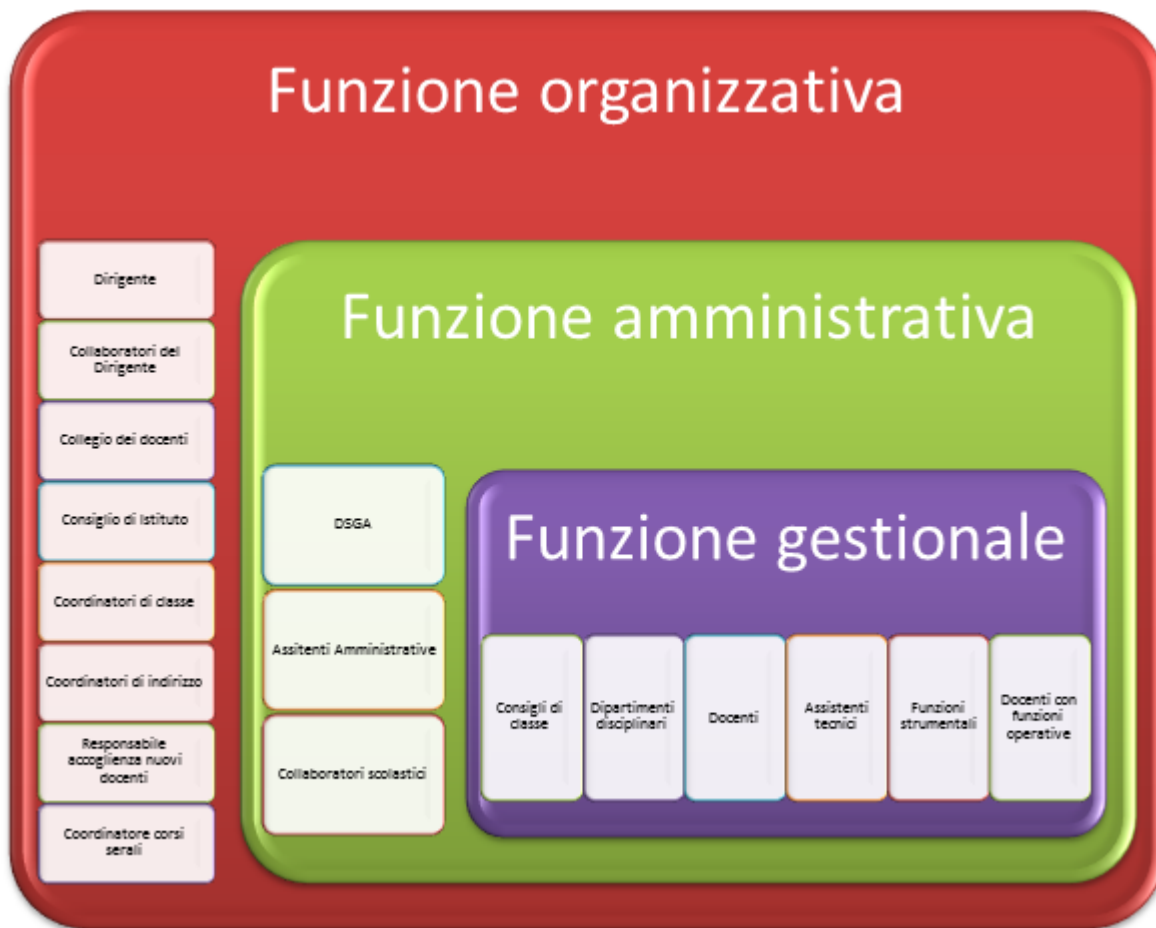 Funzione organizzativa
Dirigente
Collaboratori del
Dirigente
Collegio dei docenti
Consiglio di Istituto
Coordinatori di classe
Coordinatori di indirizzo
Responsabile
accoglienza nuovi
docenti
Coordinatore corsi
serali
Funzione amministrativa
DSGA
Assitenti Amministrative
Collaboratori scolastici
Funzione gestionale
Consigli di
classe
Dipartimenti
disciplinari
Docenti
Assistenti
tecnici
Funzioni
strumentali
Docenti con
funzioni
operative